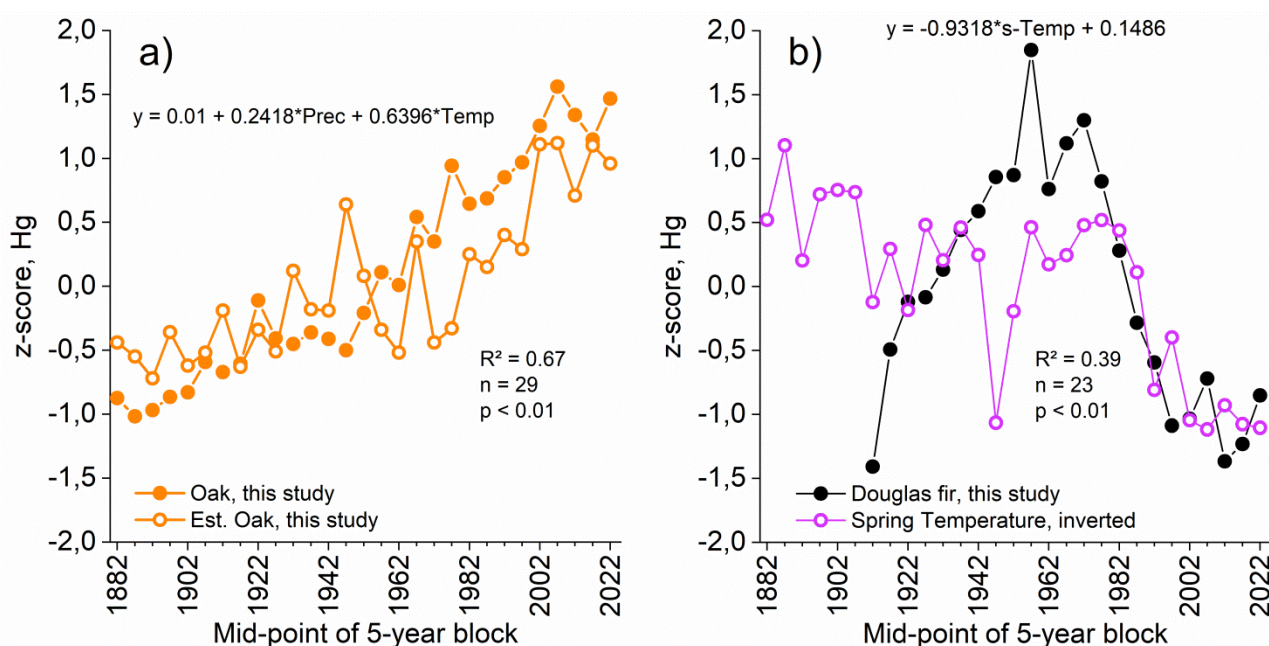 a)
y = 0.01 + 0.2418*Prec + 0.6396*Temp
2,0
1,5
1,0
0,5
0,0
-0,5
-1,0
-1,5
-2,0
z-score, Hg
R² = 0.67
n = 29
p < 0.01
Oak, this study
Est. Oak, this study
1882
1902
1922
1942
1962
1982
2002
2022
Mid-point of 5-year block
b)
y = -0.9318*s-Temp + 0.1486
2,0
1,5
1,0
0,5
0,0
-0,5
-1,0
-1,5
-2,0
z-score, Hg
R² = 0.39
n = 23
p < 0.01
Douglas fir, this study
Spring Temperature, inverted
1882
1902
1922
1942
1962
1982
2002
2022
Mid-point of 5-year block